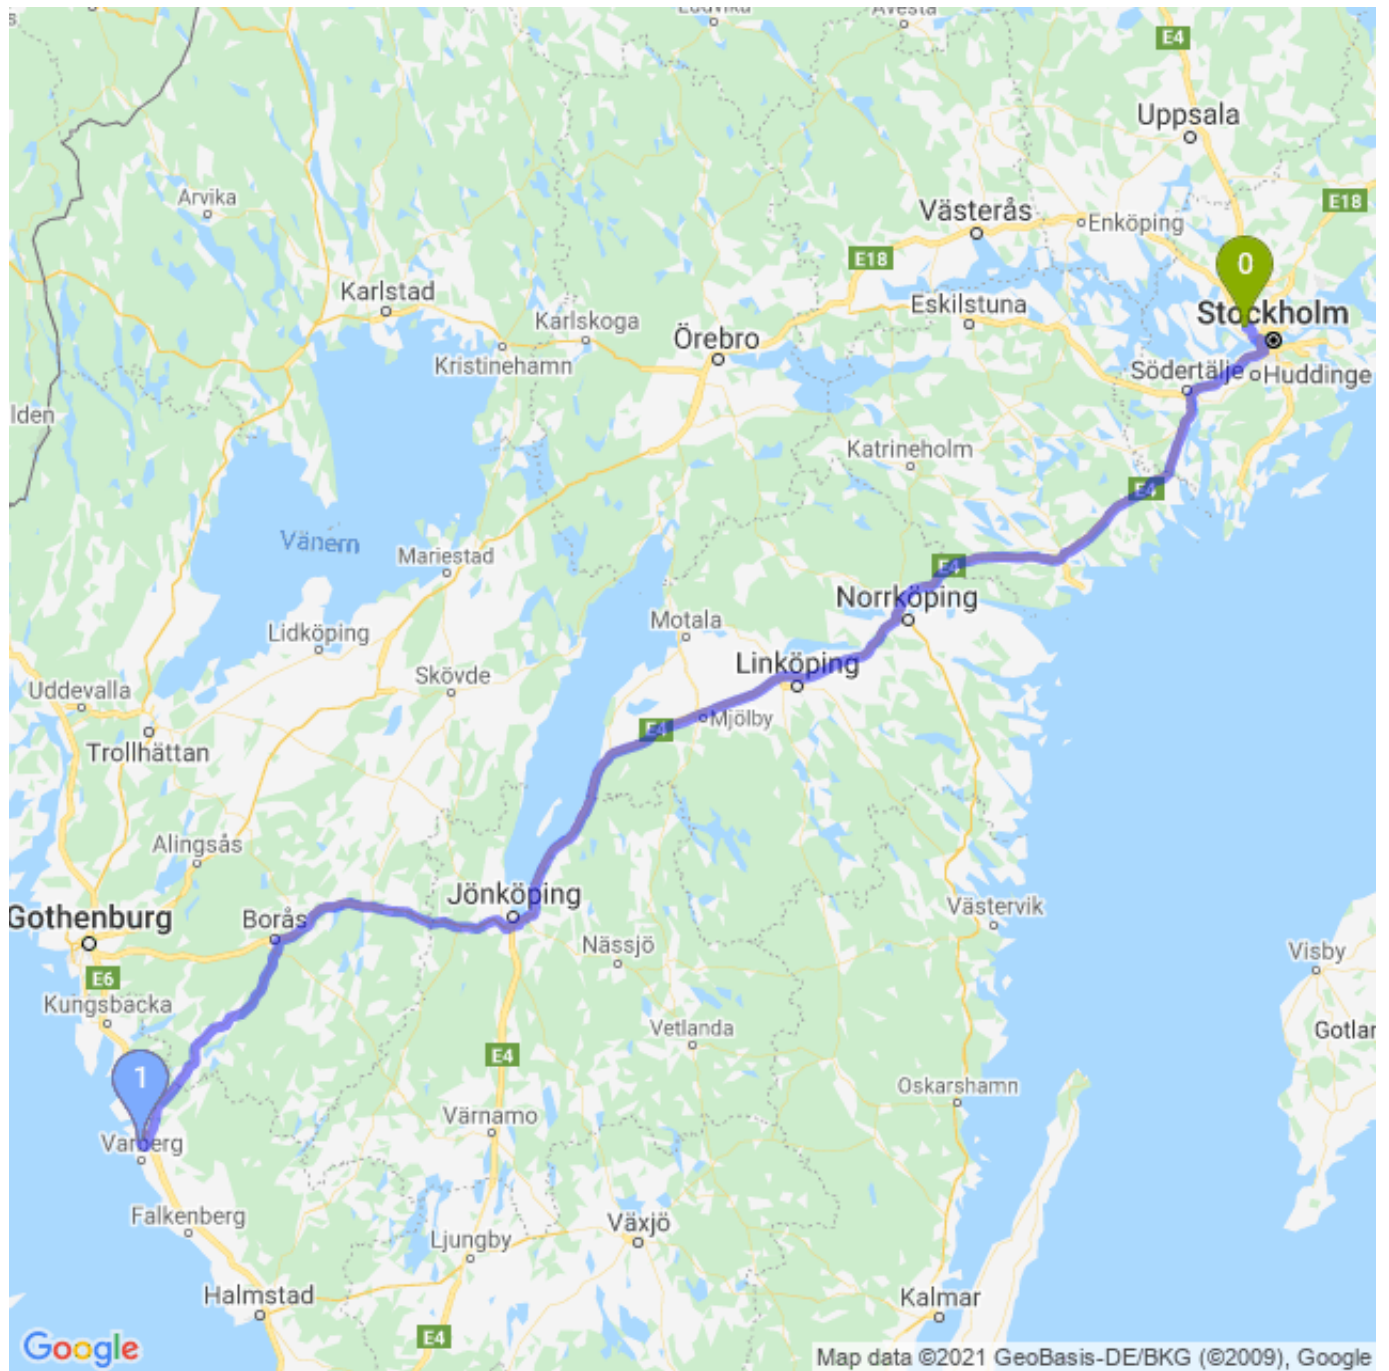 Avesta
E4
Uppsala
Arvika
E18
Västerås
Enköping
0
E18
Karlstad
Eskilstuna
Stockholm
Karlskoga
Örebro
Kristinehamn
Södertälje
Huddinge
lden
Katrineholm
E4
Vänern
Mariestad
E4
Norrköping
Lidköping
Motala
Linköping
Skövde
Uddevalla
E4
Mjölby
Trollhättan
Alingsås
Jönköping
Västervik
Gothenburg
Borås
Nässjö
Visby
E6
Kungsbacka
Vetlanda
Gotlar
E4
1
Oskarshamn
Värnamo
Varberg
Falkenberg
Växjö
Ljungby
Halmstad
Kalmar
E4
Google
Map data ©2021 GeoBasis-DE/BKG (©2009), Google